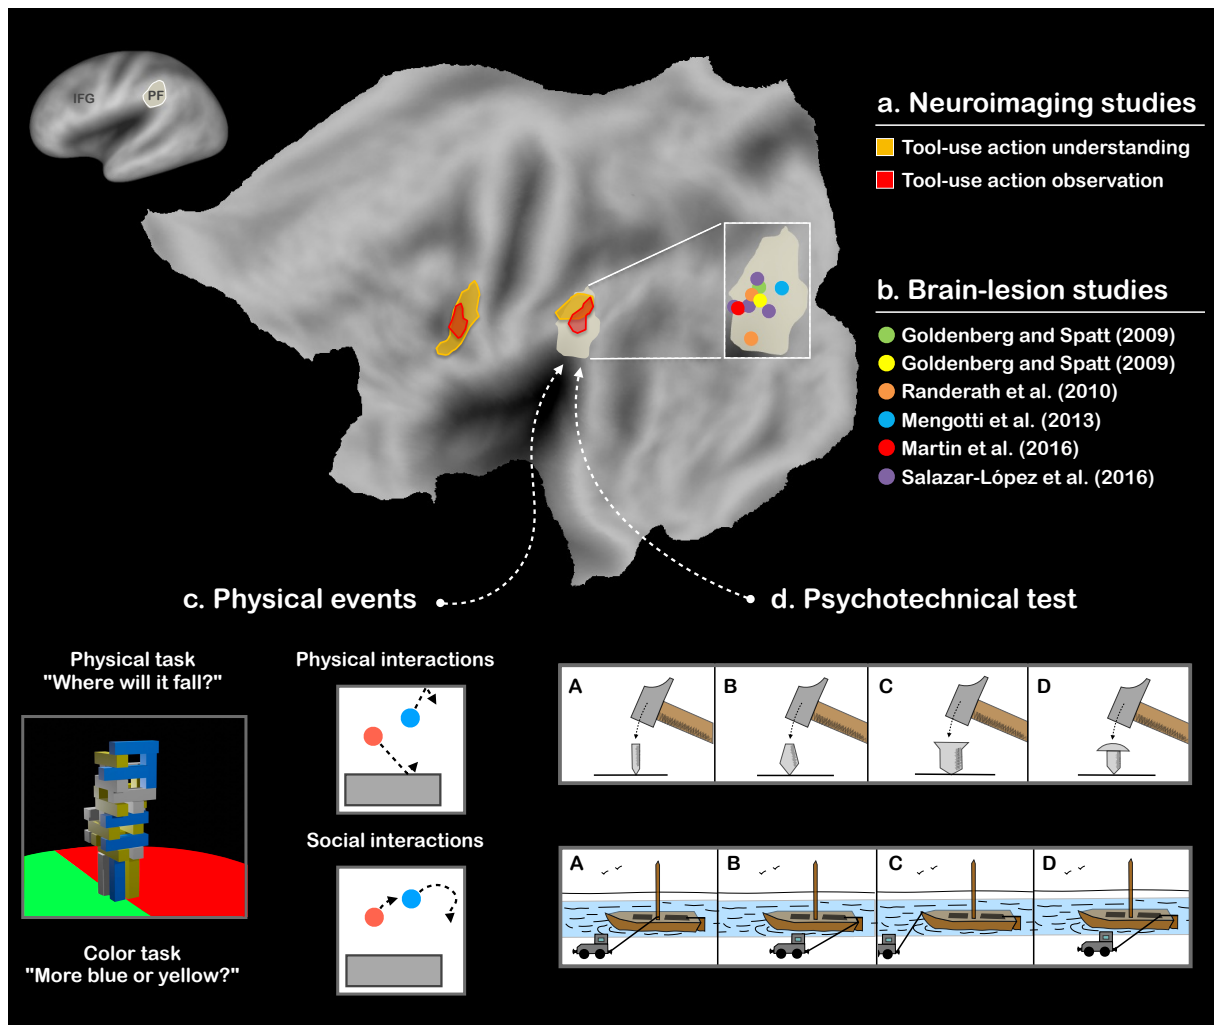 IFG
PF
a. Neuroimaging studies
Tool-use action understanding
Tool-use action observation
b. Brain-lesion studies
Goldenberg and Spatt (2009)
Goldenberg and Spatt (2009)
Randerath et al. (2010)
Mengotti et al. (2013)
Martin et al. (2016)
Salazar-López et al. (2016)
c. Physical events
d. Psychotechnical test
Physical task
"Where will it fall?"
Color task
"More blue or yellow?"
Physical interactions
Social interactions
A B C D
A B C D